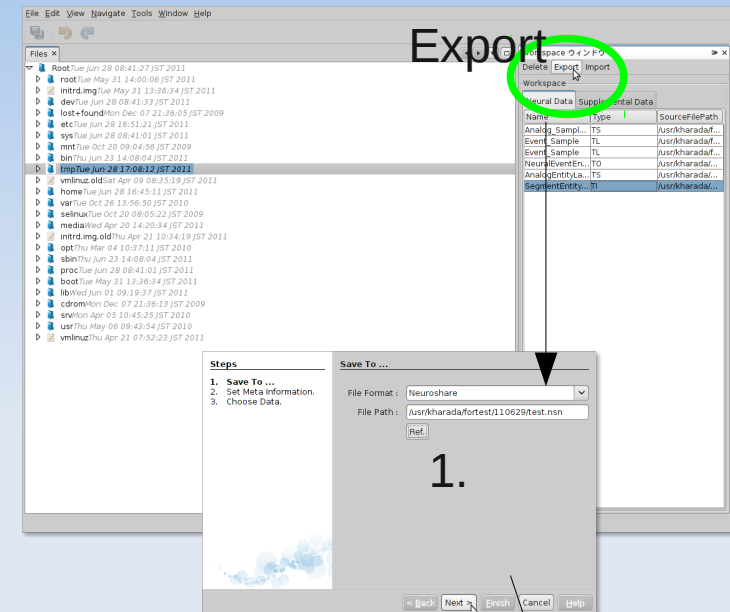 File Edit View Navigate Tools Window Help
Export
Files ×
Root Tue Jun 28 08:41:27 JST 2011
root Tue May 31 14:00:06 JST 2011
initrd.img Tue May 31 13:36:34 JST 2011
dev Tue Jun 28 08:41:33 JST 2011
lost+found Mon Dec 07 21:36:05 JST 2009
etc Tue Jun 28 16:51:21 JST 2011
sys Tue Jun 28 08:41:01 JST 2011
mnt Tue Oct 20 09:04:56 JST 2009
bin Thu Jun 23 14:08:04 JST 2011
tmp Tue Jun 28 17:08:12 JST 2011
vmlinuz.old Sat Apr 09 08:35:19 JST 2011
home Tue Jun 28 16:45:11 JST 2011
var Tue Oct 26 13:56:50 JST 2010
selinux Tue Oct 20 08:05:22 JST 2009
media Wed Apr 20 14:20:34 JST 2011
initrd.img.old Thu Apr 21 10:34:19 JST 2011
opt Thu Mar 04 10:37:11 JST 2010
sbin Thu Jun 23 14:08:04 JST 2011
proc Tue Jun 28 08:41:01 JST 2011
boot Tue May 31 13:36:34 JST 2011
lib Wed Jun 01 09:19:37 JST 2011
cdrom Mon Dec 07 21:36:13 JST 2009
srv Mon Apr 05 10:45:25 JST 2010
usr Thu May 06 09:43:54 JST 2010
vmlinuz Thu Apr 21 07:52:23 JST 2011
Workspace ウィンドウ ×
Delete Export Import
Workspace
Neural Data Supplemental Data
Name Type SourceFilePath
Analog_Sampl... TS /usr/kharada/f...
Event_Sample TL /usr/kharada/f...
Event_Sample TL /usr/kharada/...
NeuralEventEn... TO /usr/kharada/...
AnalogEntityLa... TS /usr/kharada/...
SegmentEntity... TI /usr/kharada/...
Steps
1. Save To ...
2. Set Meta Information.
3. Choose Data.
Save To ...
File Format : Neuroshare
File Path : /usr/kharada/fortest/110629/test.nsn
Ref.
1.
< Back Next > Finish Cancel Help